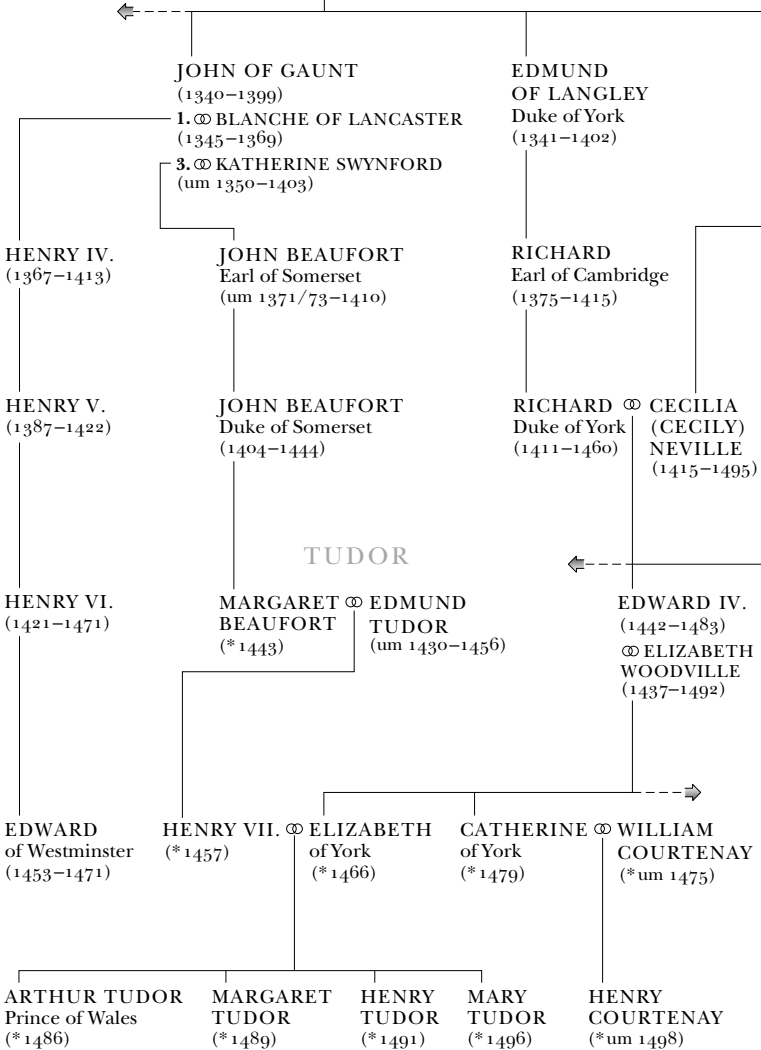 JOHN OF GAUNT
(1340–1399)
1. ⚭ BLANCHE OF LANCASTER
(1345–1369)
3. ⚭ KATHERINE SWYNFORD
(um 1350–1403)
EDMUND
OF LANGLEY
Duke of York
(1341–1402)
HENRY IV.
(1367–1413)
JOHN BEAUFORT
Earl of Somerset
(um 1371/73–1410)
RICHARD
Earl of Cambridge
(1375–1415)
HENRY V.
(1387–1422)
JOHN BEAUFORT
Duke of Somerset
(1404–1444)
RICHARD ⚭
Duke of York
(1411–1460)
CECILIA
(CECILY)
NEVILLE
(1415–1495)
TUDOR
HENRY VI.
(1421–1471)
MARGARET ⚭
BEAUFORT
(*1443)
EDMUND
TUDOR
(um 1430–1456)
EDWARD IV.
(1442–1483)
⚭ ELIZABETH
WOODVILLE
(1437–1492)
EDWARD
of Westminster
(1453–1471)
HENRY VII. ⚭
(*1457)
ELIZABETH
of York
(*1466)
CATHERINE ⚭
of York
(*1479)
WILLIAM
COURTENAY
(*um 1475)
ARTHUR TUDOR
Prince of Wales
(*1486)
MARGARET
TUDOR
(*1489)
HENRY
TUDOR
(*1491)
MARY
TUDOR
(*1496)
HENRY
COURTENAY
(*um 1498)